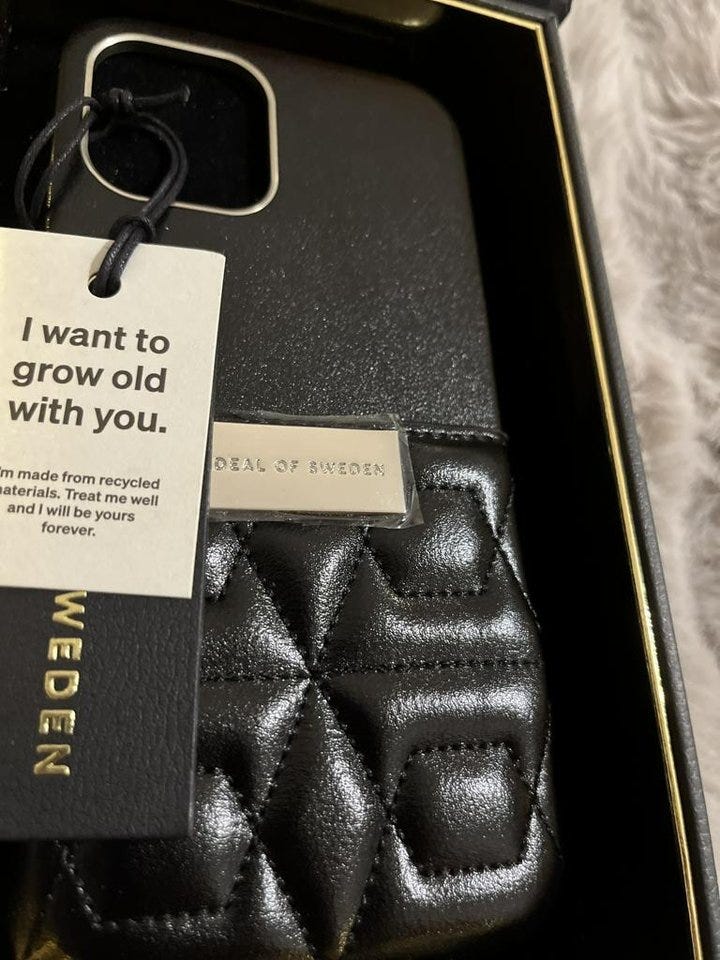 I want to
grow old
with you.
'm made from recycled
materials. Treat me well
and I will be yours
forever.
DEAL OF SWEDEN
WEDEN